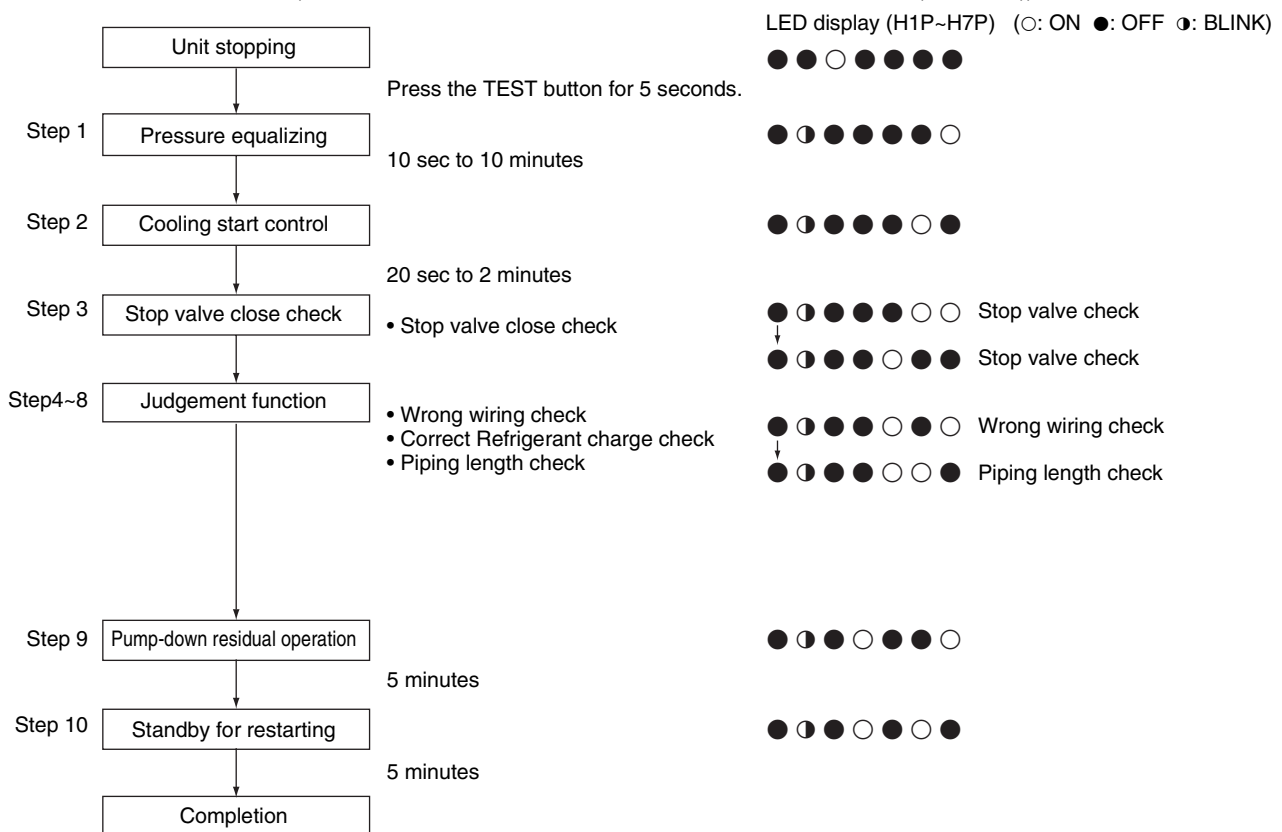 LED display (H1P~H7P) (○: ON ●: OFF ◑: BLINK)
Unit stopping
● ● ○ ● ● ● ●
Press the TEST button for 5 seconds.
Step 1 Pressure equalizing
● ◑ ● ● ● ● ○
10 sec to 10 minutes
Step 2 Cooling start control
● ◑ ● ● ● ○ ●
20 sec to 2 minutes
Step 3 Stop valve close check
• Stop valve close check
● ◑ ● ● ● ○ ○ Stop valve check
● ◑ ● ● ○ ● ● Stop valve check
Step4~8 Judgement function
• Wrong wiring check
• Correct Refrigerant charge check
• Piping length check
● ◑ ● ● ○ ● ○ Wrong wiring check
● ◑ ● ● ○ ○ ● Piping length check
Step 9 Pump-down residual operation
● ◑ ● ○ ● ● ○
5 minutes
Step 10 Standby for restarting
● ◑ ● ○ ● ○ ●
5 minutes
Completion